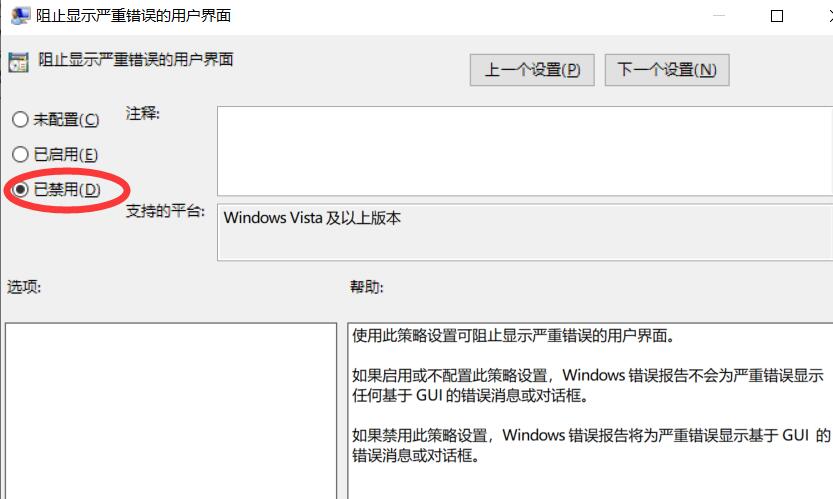 阻止显示严重错误的用户界面
阻止显示严重错误的用户界面
上一个设置(P)
下一个设置(N)
未配置(C)
注释:
已启用(E)
已禁用(D)
支持的平台:
Windows Vista 及以上版本
选项:
帮助:
使用此策略设置可阻止显示严重错误的用户界面。
如果启用或不配置此策略设置，Windows 错误报告不会为严重错误显示
任何基于 GUI 的错误消息或对话框。
如果禁用此策略设置，Windows 错误报告将为严重错误显示基于 GUI 的
错误消息或对话框。